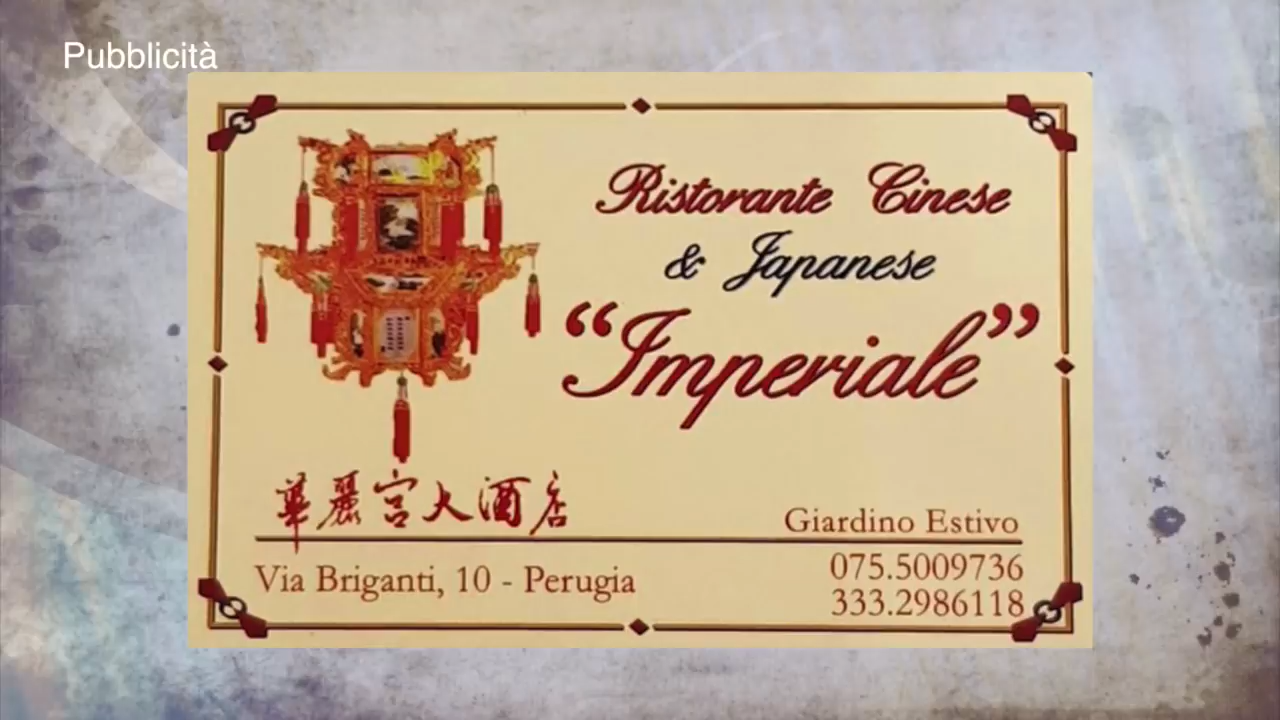 Pubblicità
Ristorante Cinese
& Japanese
“Imperiale”
華麗宮大酒店
Giardino Estivo
Via Briganti, 10 - Perugia
075.5009736
333.2986118